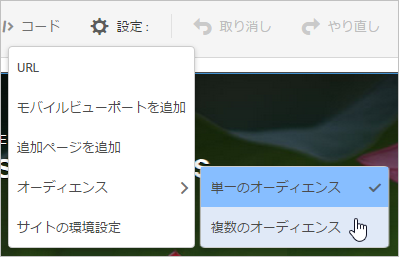 コード 設定 : 取り消し やり直し
URL
モバイルビューポートを追加
追加ページを追加
オーディエンス
単一のオーディエンス
サイトの環境設定
複数のオーディエンス